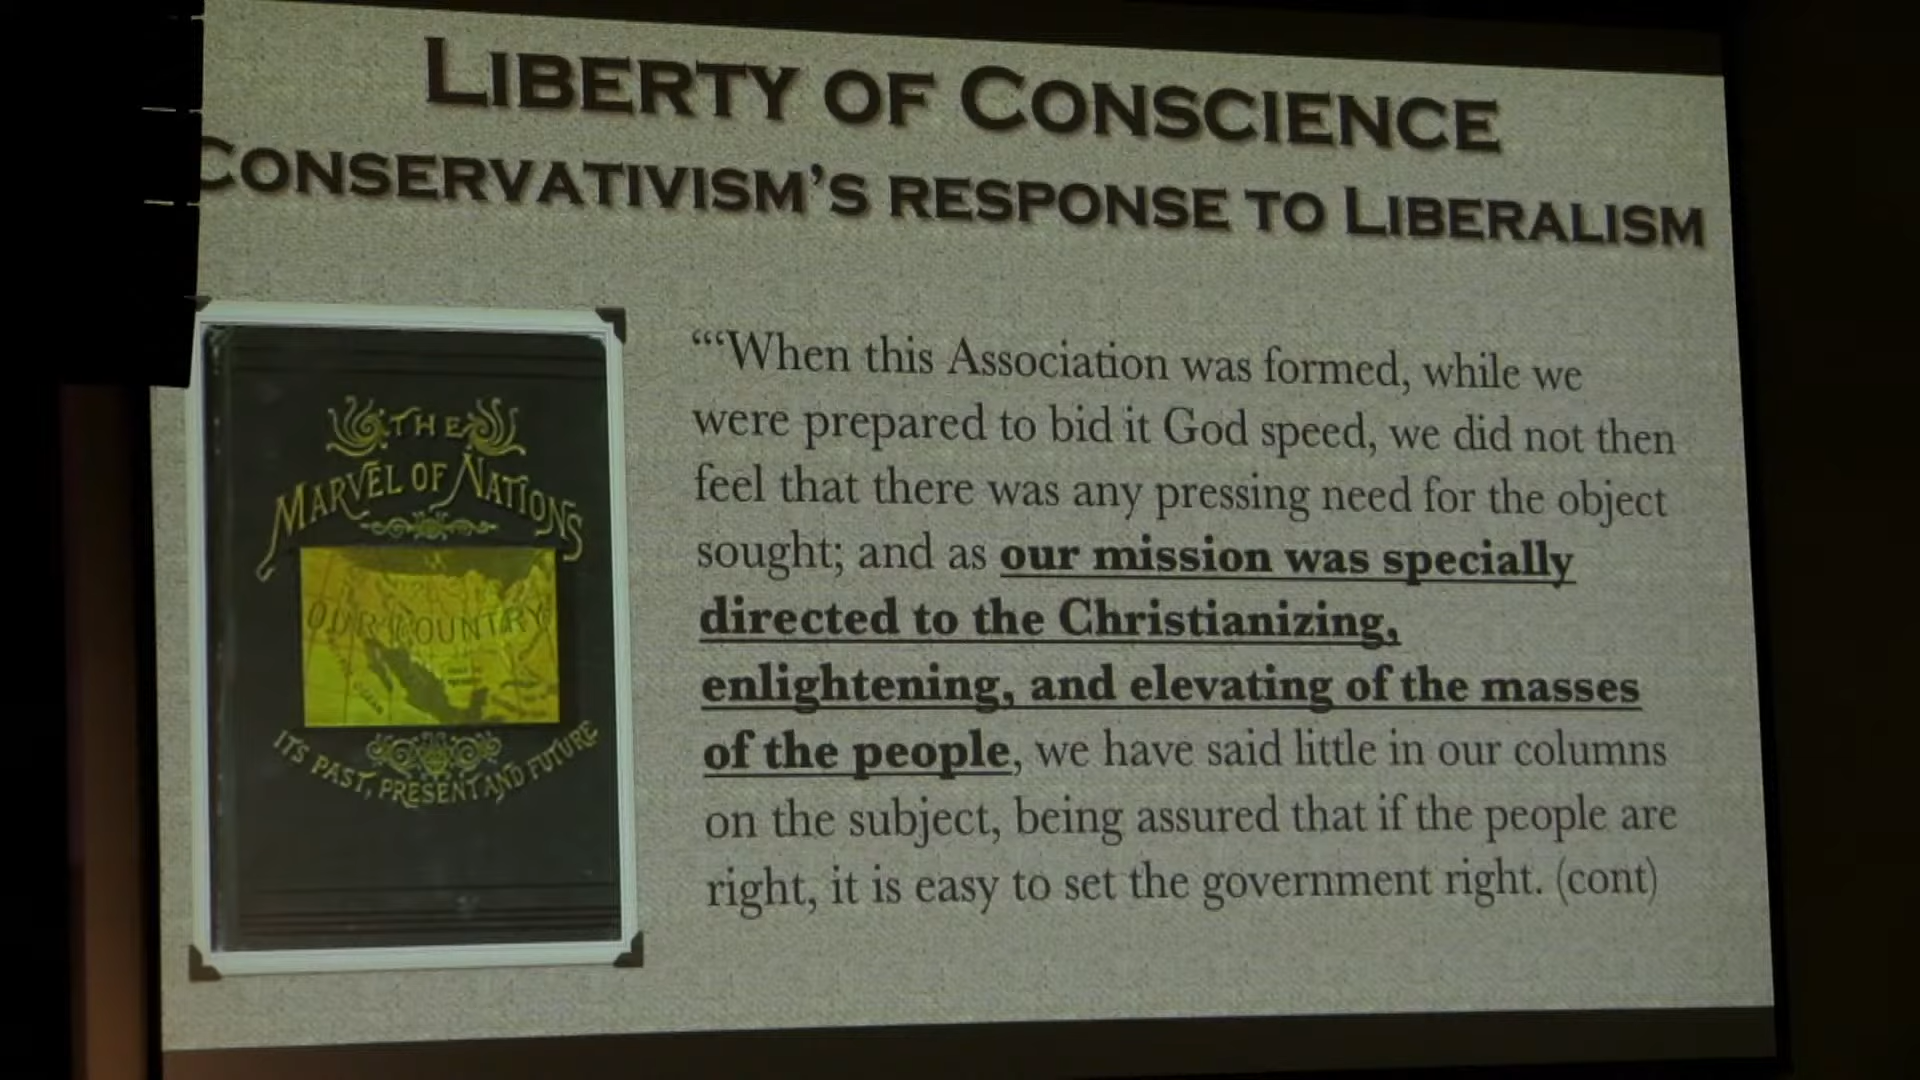 LIBERTY OF CONSCIENCE
CONSERVATIVISM'S RESPONSE TO LIBERALISM
THE
MARVEL OF NATIONS
OUR COUNTRY
ITS PAST, PRESENT AND FUTURE
“‘“When this Association was formed, while we
were prepared to bid it God speed, we did not then
feel that there was any pressing need for the object
sought; and as our mission was specially
directed to the Christianizing,
enlightening, and elevating of the masses
of the people, we have said little in our columns
on the subject, being assured that if the people are
right, it is easy to set the government right. (cont)